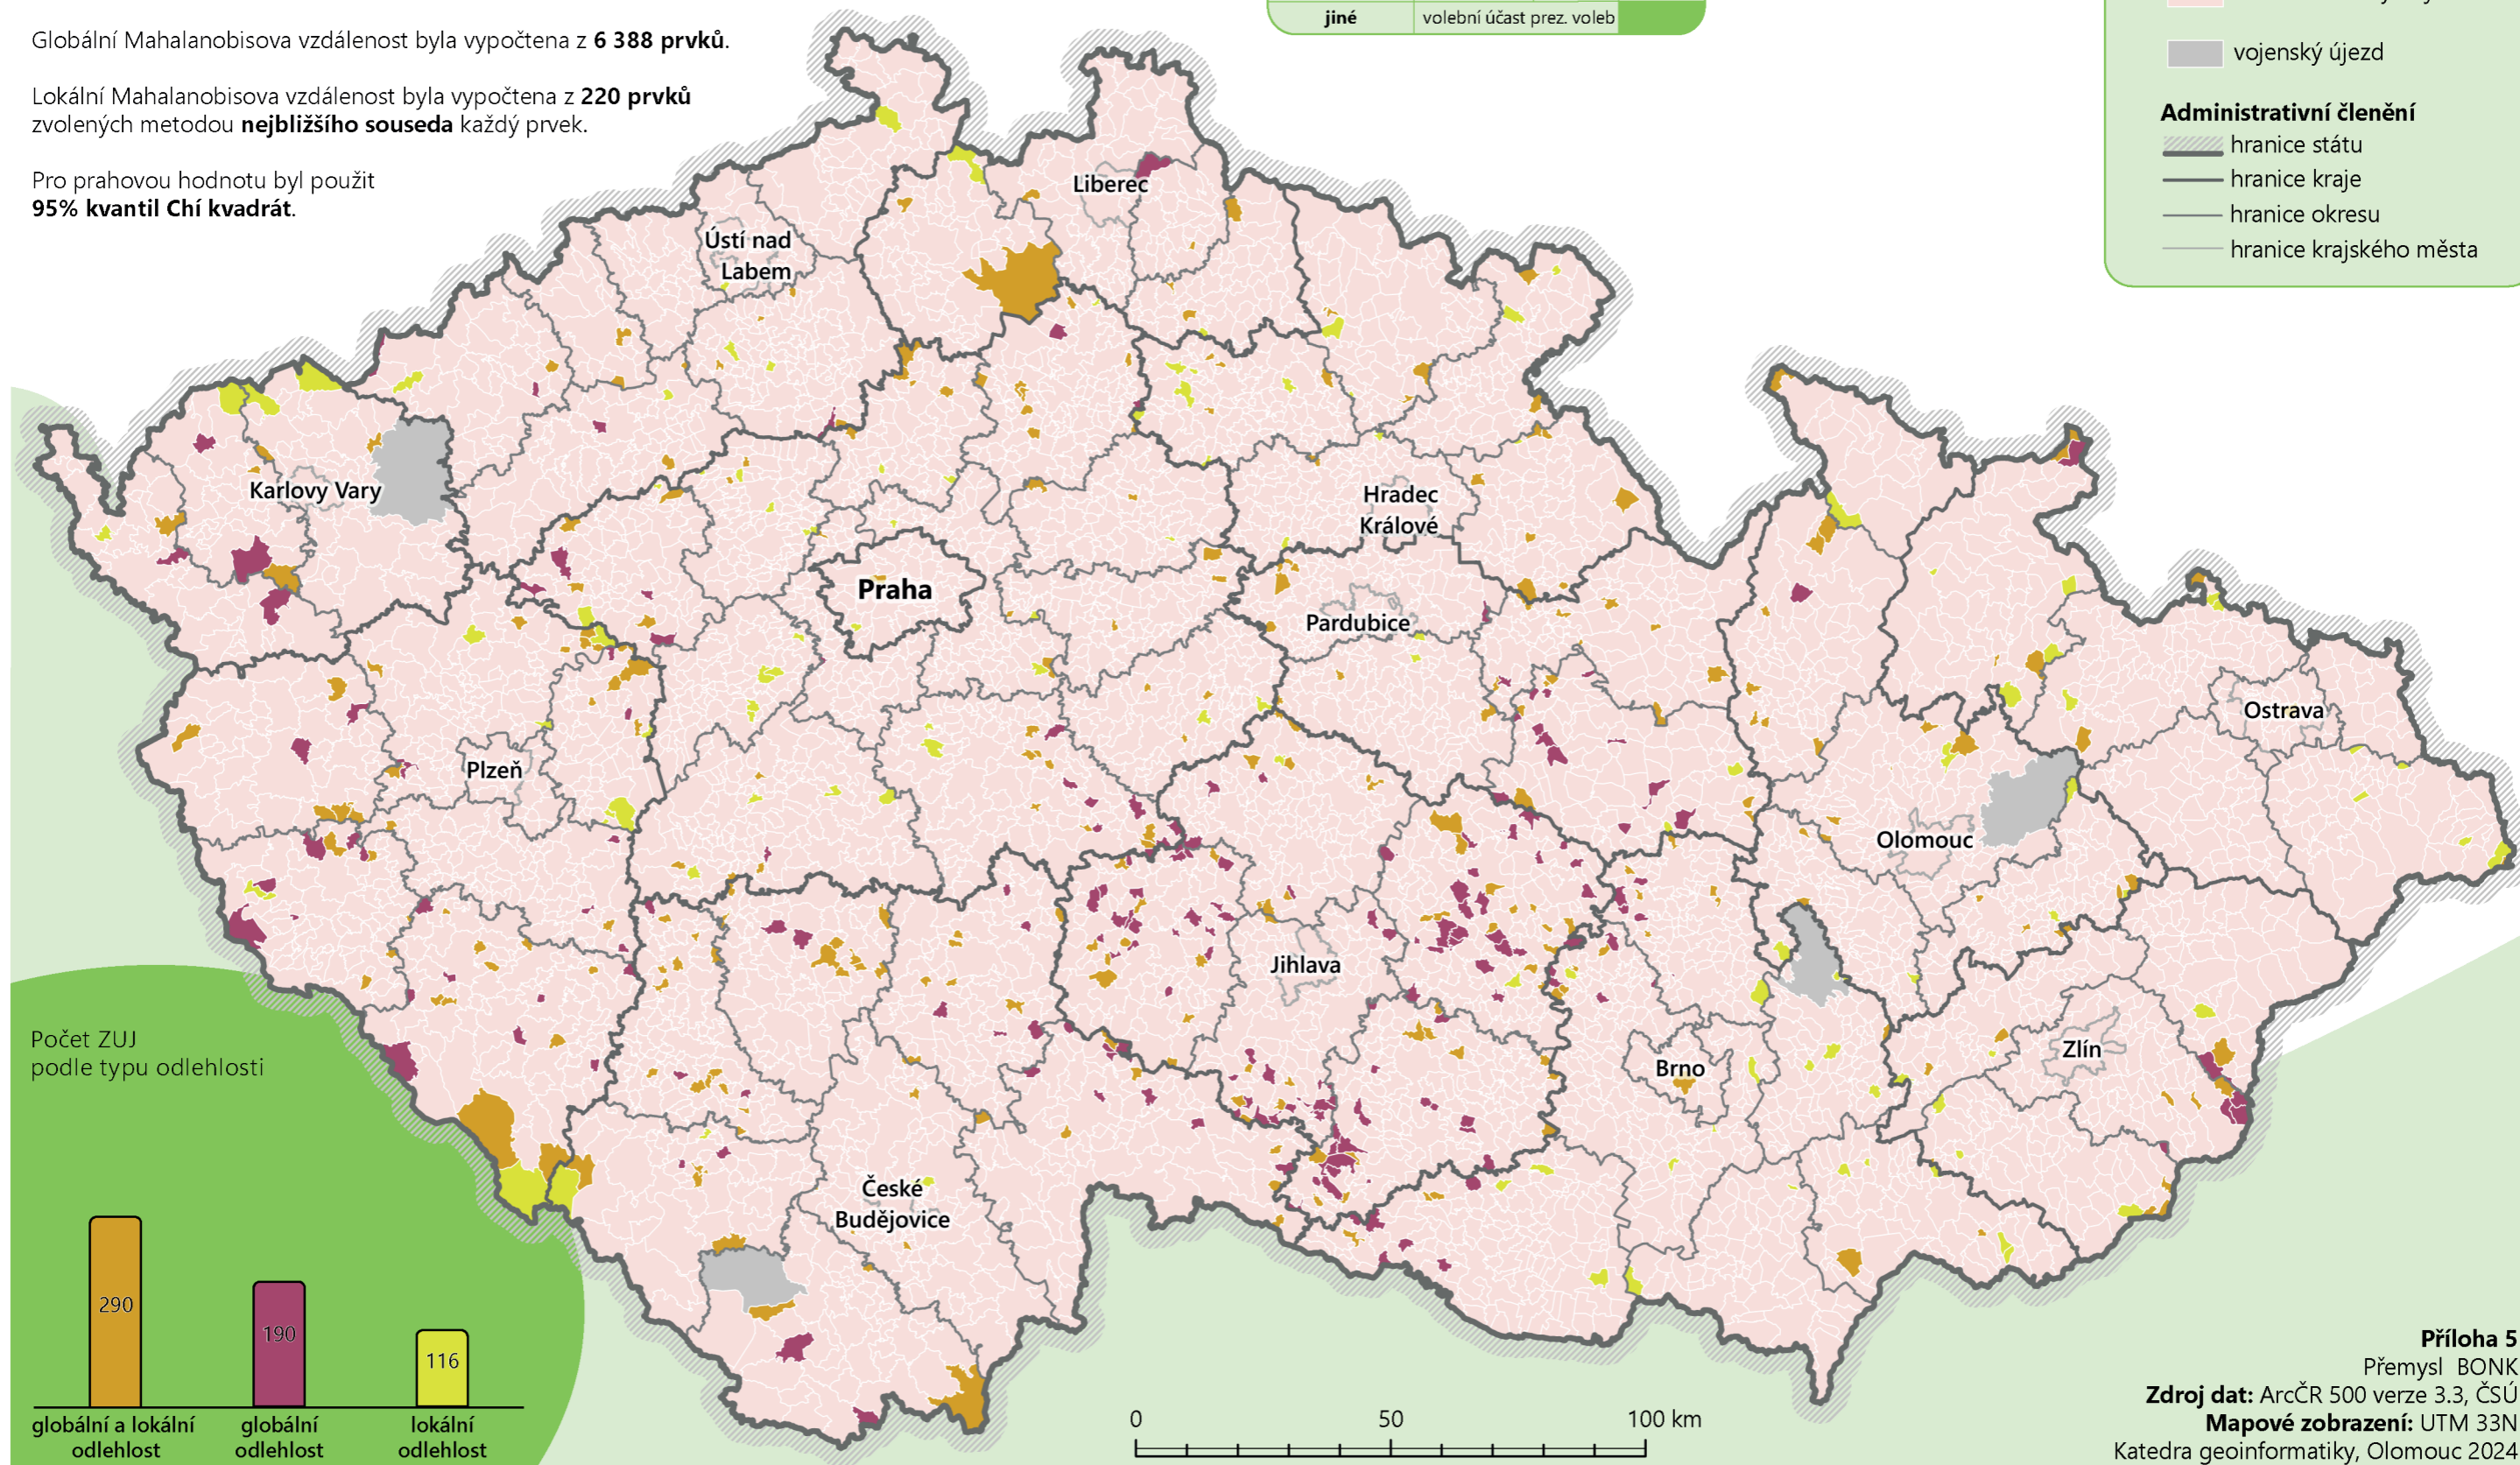 jiné
volební účast prez. voleb
Globální Mahalanobisova vzdálenost byla vypočtena z 6 388 prvků.
Lokální Mahalanobisova vzdálenost byla vypočtena z 220 prvků
zvolených metodou nejbližšího souseda každý prvek.
Pro prahovou hodnotu byl použit
95% kvantil Chí kvadrát.
vojenský újezd
Administrativní členění
hranice státu
hranice kraje
hranice okresu
hranice krajského města
Liberec
Ústí nad
Labem
Karlovy Vary
Hradec
Králové
Praha
Pardubice
Ostrava
Plzeň
Olomouc
Jihlava
Zlín
Brno
České
Budějovice
Počet ZUJ
podle typu odlehlosti
290
190
116
globální a lokální
odlehlost
globální
odlehlost
lokální
odlehlost
0 50 100 km
Příloha 5
Přemysl BONK
Zdroj dat: ArcČR 500 verze 3.3, ČSÚ
Mapové zobrazení: UTM 33N
Katedra geoinformatiky, Olomouc 2024